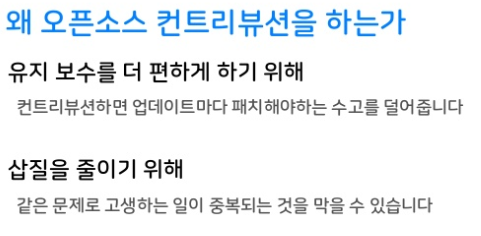 왜 오픈소스 컨트리뷰션을 하는가
유지 보수를 더 편하게 하기 위해
컨트리뷰션하면 업데이트마다 패치해야하는 수고를 덜어줍니다
삽질을 줄이기 위해
같은 문제로 고생하는 일이 중복되는 것을 막을 수 있습니다